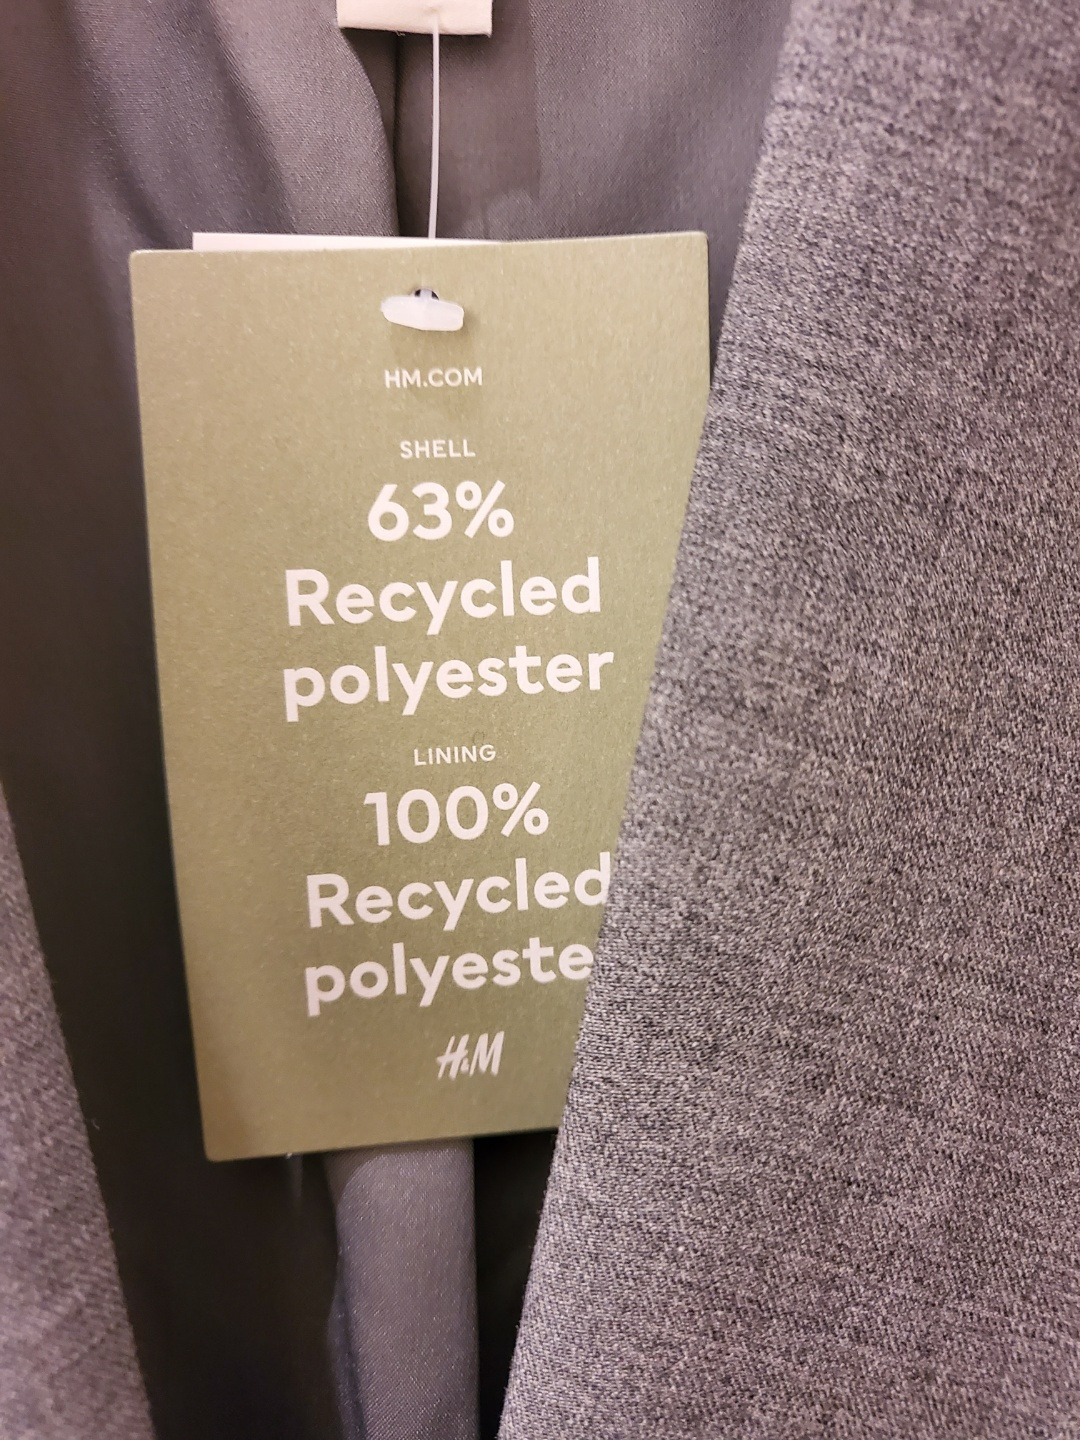 HM.COM
SHELL
63%
Recycled
polyester
LINING
100%
Recycled
polyeste
H&M